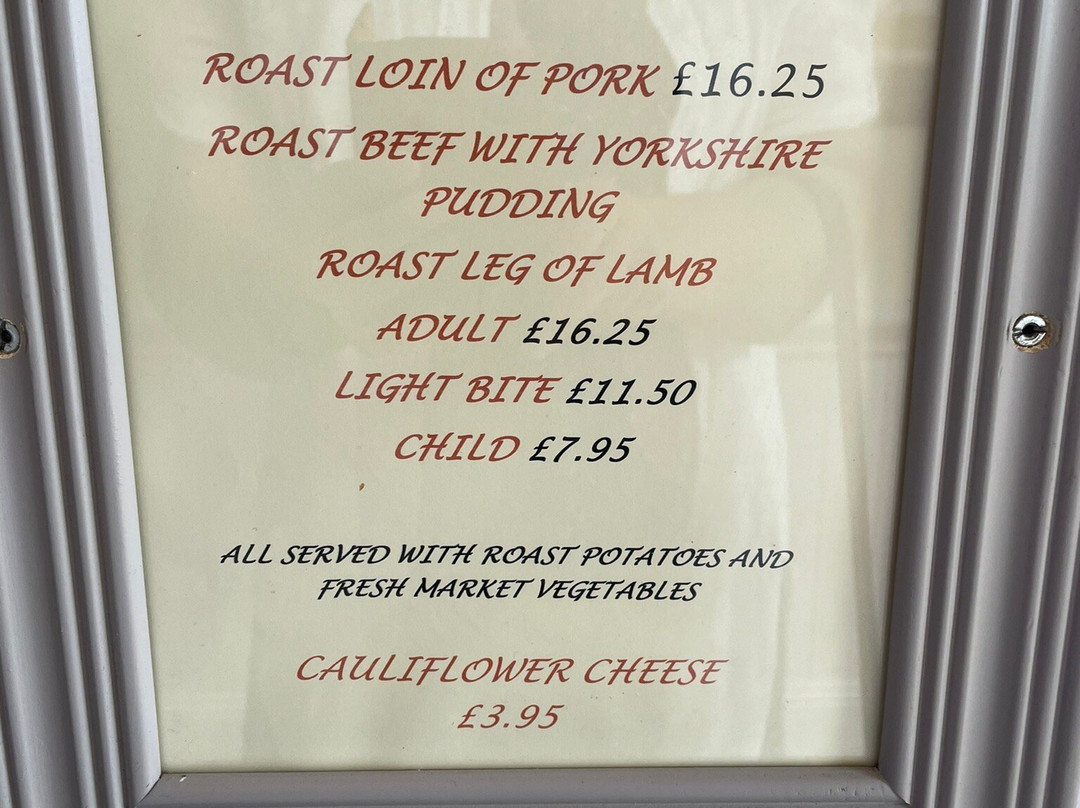 ROAST LOIN OF PORK £16.25
ROAST BEEF WITH YORKSHIRE
PUDDING
ROAST LEG OF LAMB
ADULT £16.25
LIGHT BITE £11.50
CHILD £7.95
ALL SERVED WITH ROAST POTATOES AND
FRESH MARKET VEGETABLES
CAULIFLOWER CHEESE
£3.95